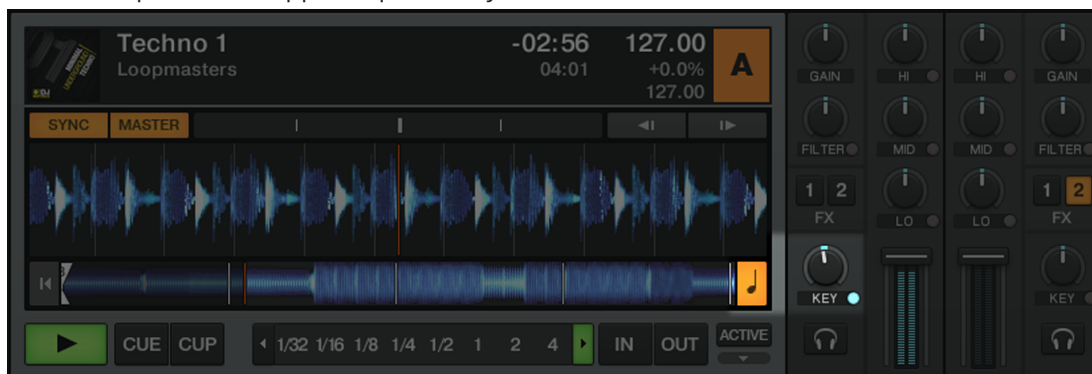 Techno 1
Loopmasters
-02:56
04:01
127.00
+0.0%
127.00
A
SYNC MASTER
CUE CUP
1/32 1/16 1/8 1/4 1/2 1 2 4
IN OUT
ACTIVE
GAIN HI HI GAIN
FILTER MID MID FILTER
1 2
FX
LO LO
1 2
FX
KEY
KEY